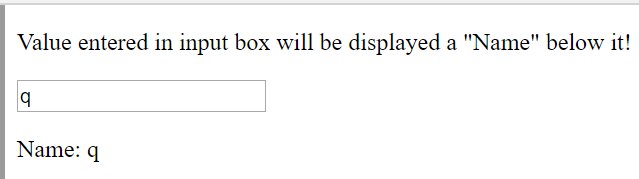 Value entered in input box will be displayed a "Name" below it!
q
Name: q